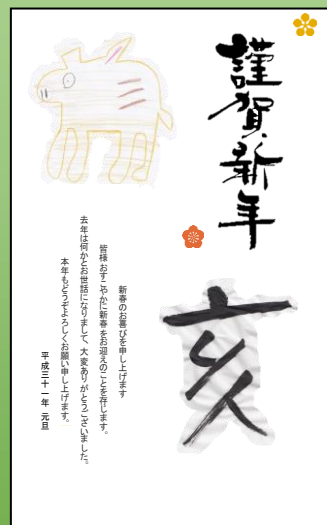 謹賀新年
亥
新春のお喜びを申し上げます
皆様おすこやかに新春をお迎えのことを存じます。
去年は何かとお世話になりまして、大変ありがとうございました。
本年もどうぞよろしくお願い申し上げます。
平成三十一年 元旦